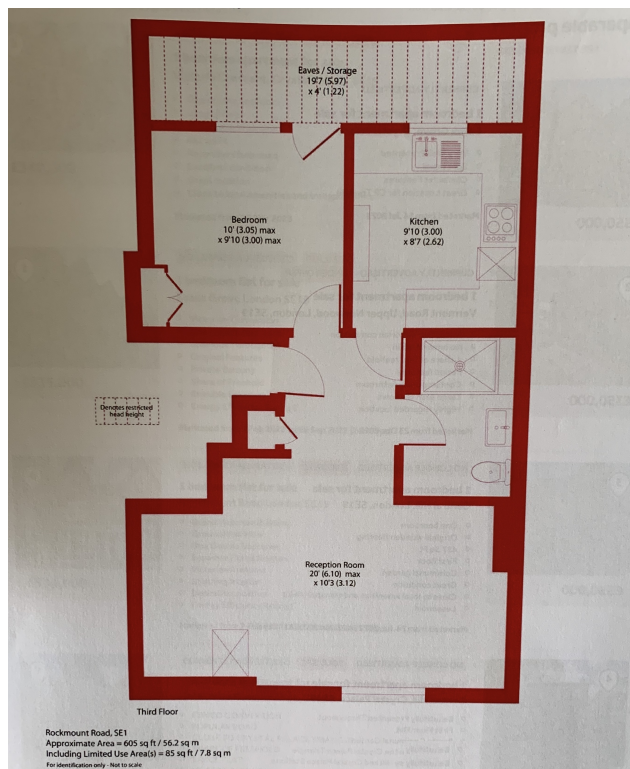 Eaves / Storage
19'7 (5.97)
x 4' (1.22)
Bedroom
10' (3.05) max
x 9'10 (3.00) max
Kitchen
9'10 (3.00)
x 8'7 (2.62)
Denotes restricted
head height
Reception Room
20' (6.10) max
x 10'3 (3.12)
Third Floor
Rockmount Road, SE1
Approximate Area = 605 sq ft / 56.2 sq m
Including Limited Use Area(s) = 85 sq ft / 7.8 sq m
For identification only - Not to scale